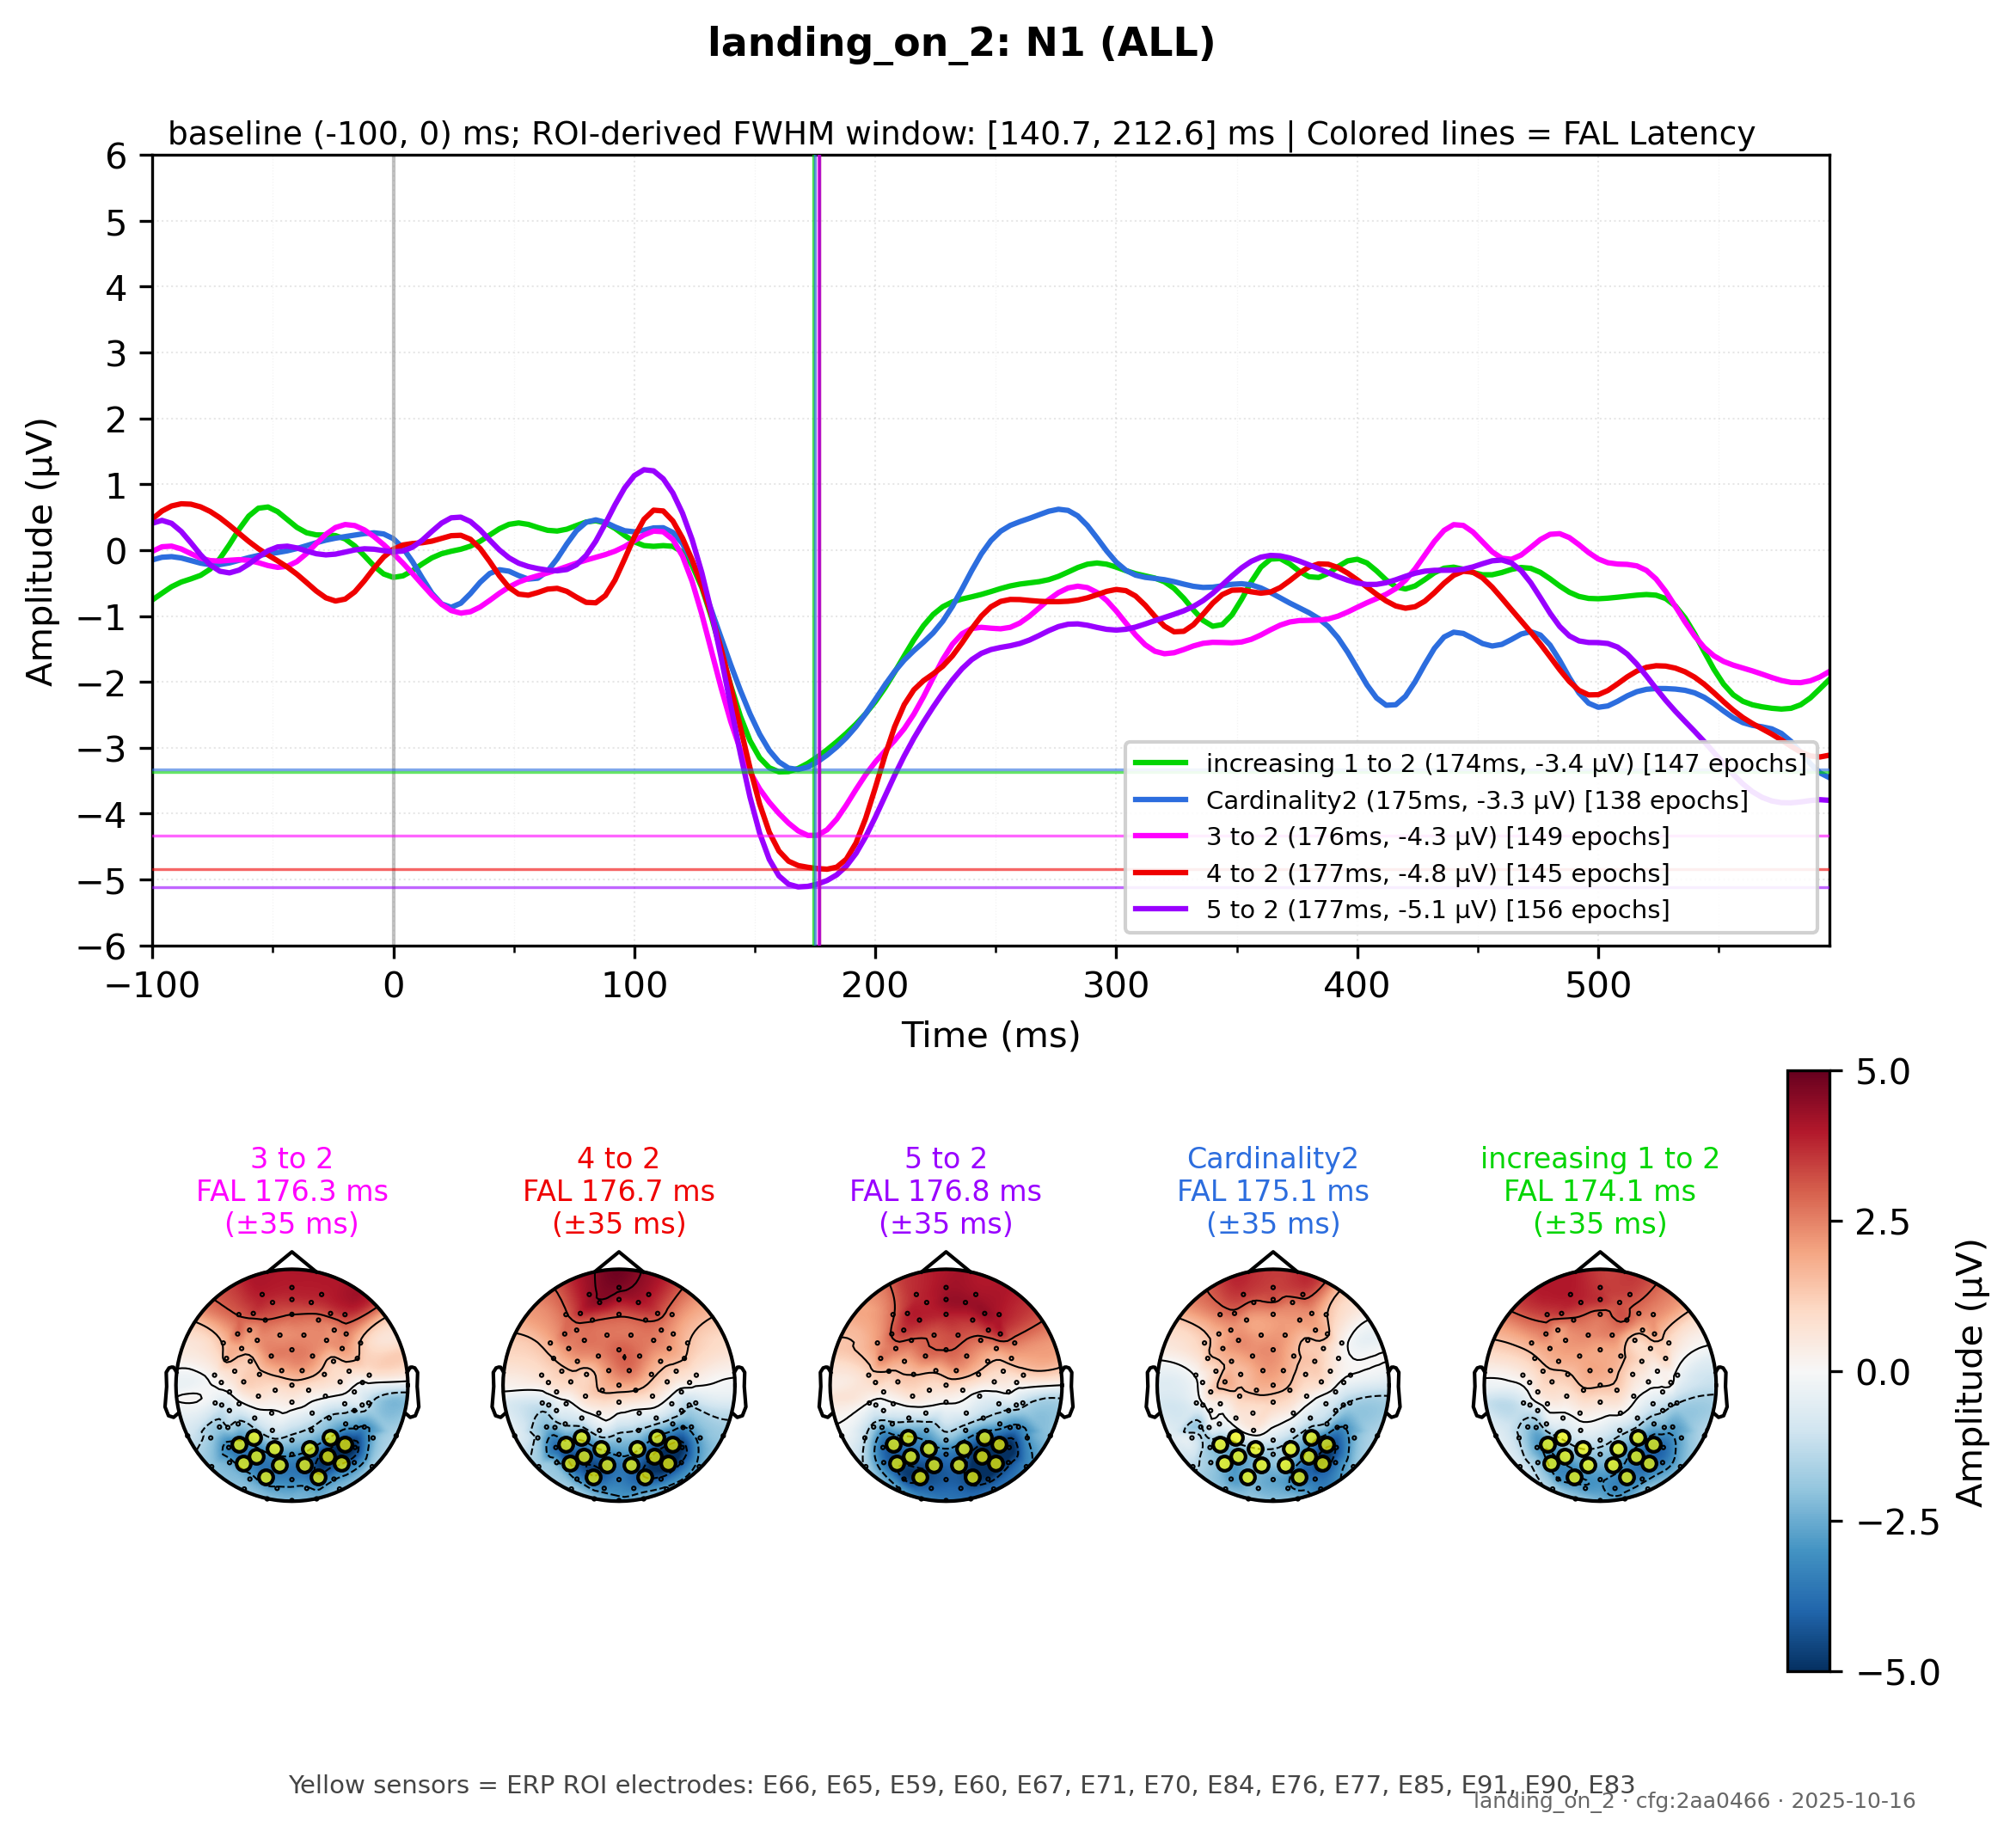 landing_on_2: N1 (ALL)
baseline (-100, 0) ms; ROI-derived FWHM window: [140.7, 212.6] ms | Colored lines = FAL Latency
6
5
4
3
2
1
0
−1
−2
−3
−4
−5
−6
Amplitude (μV)
increasing 1 to 2 (174ms, -3.4 μV) [147 epochs]
Cardinality2 (175ms, -3.3 μV) [138 epochs]
3 to 2 (176ms, -4.3 μV) [149 epochs]
4 to 2 (177ms, -4.8 μV) [145 epochs]
5 to 2 (177ms, -5.1 μV) [156 epochs]
−100 0 100 200 300 400 500
Time (ms)
3 to 2
FAL 176.3 ms
(±35 ms)
4 to 2
FAL 176.7 ms
(±35 ms)
5 to 2
FAL 176.8 ms
(±35 ms)
Cardinality2
FAL 175.1 ms
(±35 ms)
increasing 1 to 2
FAL 174.1 ms
(±35 ms)
5.0
2.5
0.0
−2.5
−5.0
Amplitude (μV)
Yellow sensors = ERP ROI electrodes: E66, E65, E59, E60, E67, E71, E70, E84, E76, E77, E85, E91, E90, E83
landing_on_2 · cfg:2aa0466 · 2025-10-16